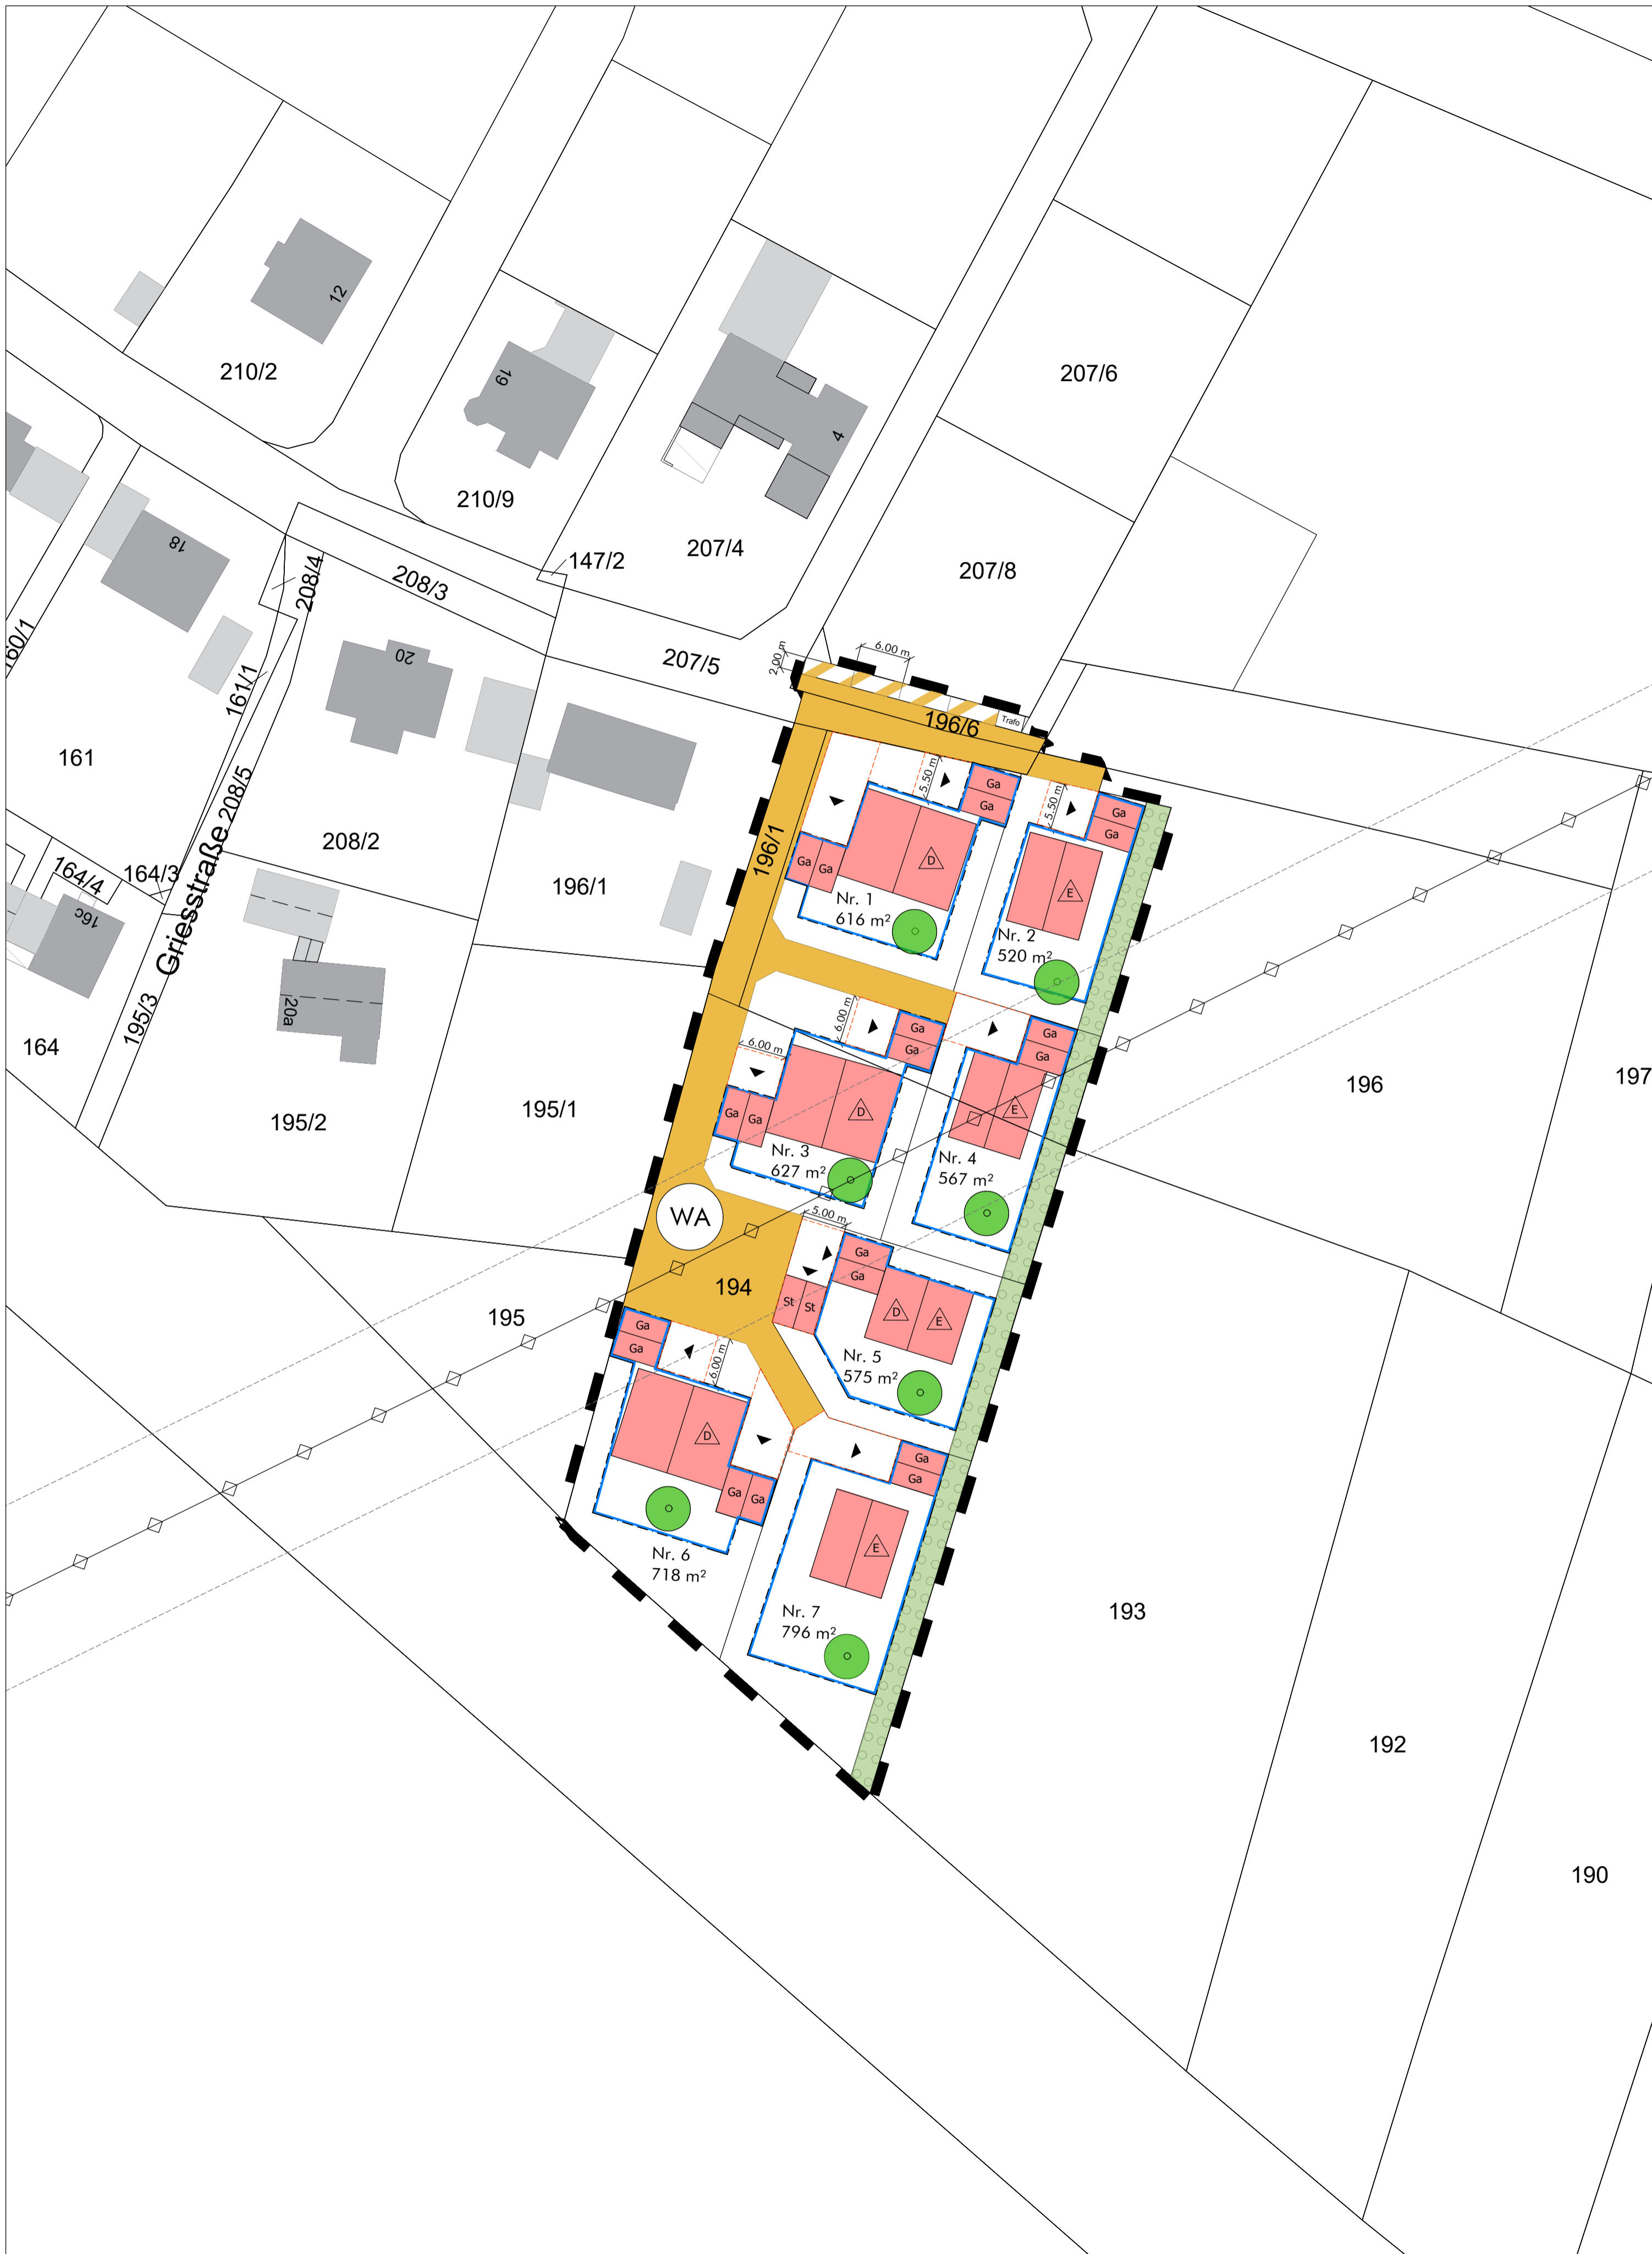 12
210/2
19
210/9
4
207/4
207/6
207/8
147/2
18
208/4
208/3
160/1
161/1
20
207/5
2.00 m
6.00 m
196/6
Trafo
161
Griesstraße
208/5
208/2
196/1
196/1
5.50 m
Ga
Ga
5.50 m
Ga
Ga
D
E
Ga
Ga
Nr. 1
616 m²
Nr. 2
520 m²
164/4
164/3
16c
195/3
20a
164
195/2
195/1
6.00 m
Ga
Ga
6.00 m
Ga
Ga
D
E
Ga
Ga
Nr. 3
627 m²
Nr. 4
567 m²
196
197
WA
5.00 m
194
195
Ga
Ga
St
St
D
E
Nr. 5
575 m²
Ga
Ga
6.00 m
D
Ga
Ga
Ga
Ga
E
Nr. 6
718 m²
Nr. 7
796 m²
193
192
190